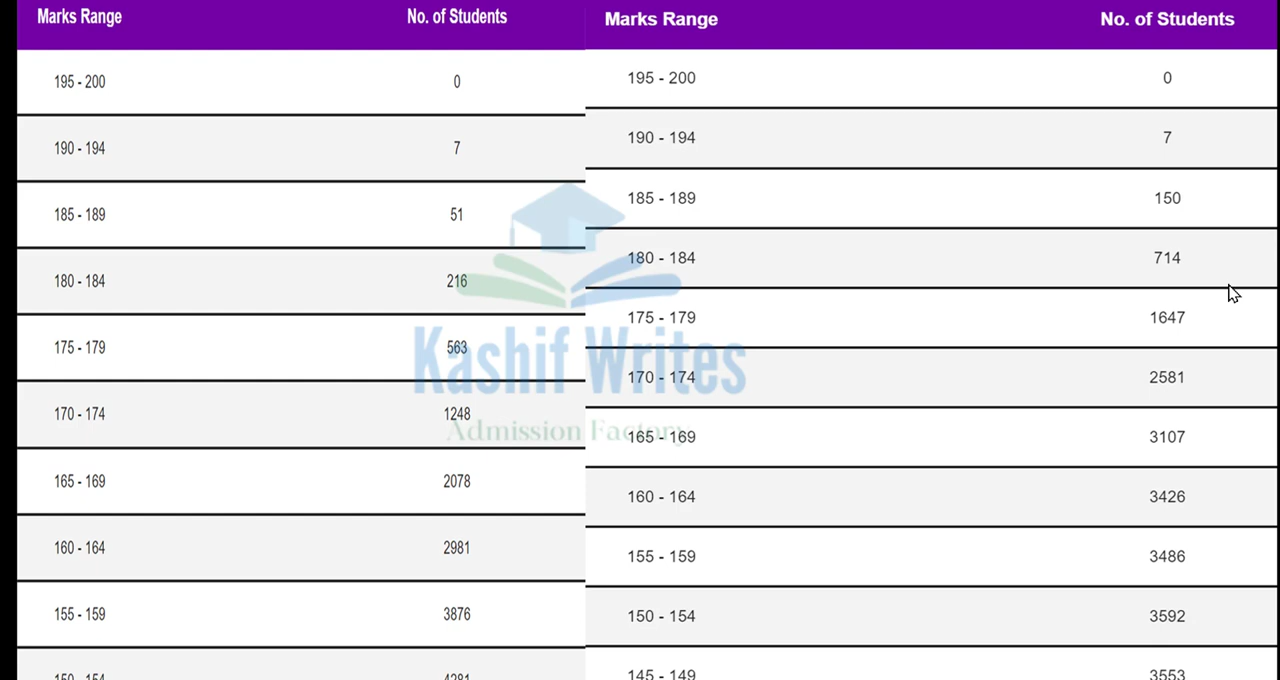 Marks Range No. of Students
195 - 200 0
190 - 194 7
185 - 189 51
180 - 184 216
175 - 179 563
170 - 174 1248
165 - 169 2078
160 - 164 2981
155 - 159 3876
150 - 154 4281
Marks Range No. of Students
195 - 200 0
190 - 194 7
185 - 189 150
180 - 184 714
175 - 179 1647
170 - 174 2581
165 - 169 3107
160 - 164 3426
155 - 159 3486
150 - 154 3592
145 - 149 3553
Kashif Writes
Admission Factory